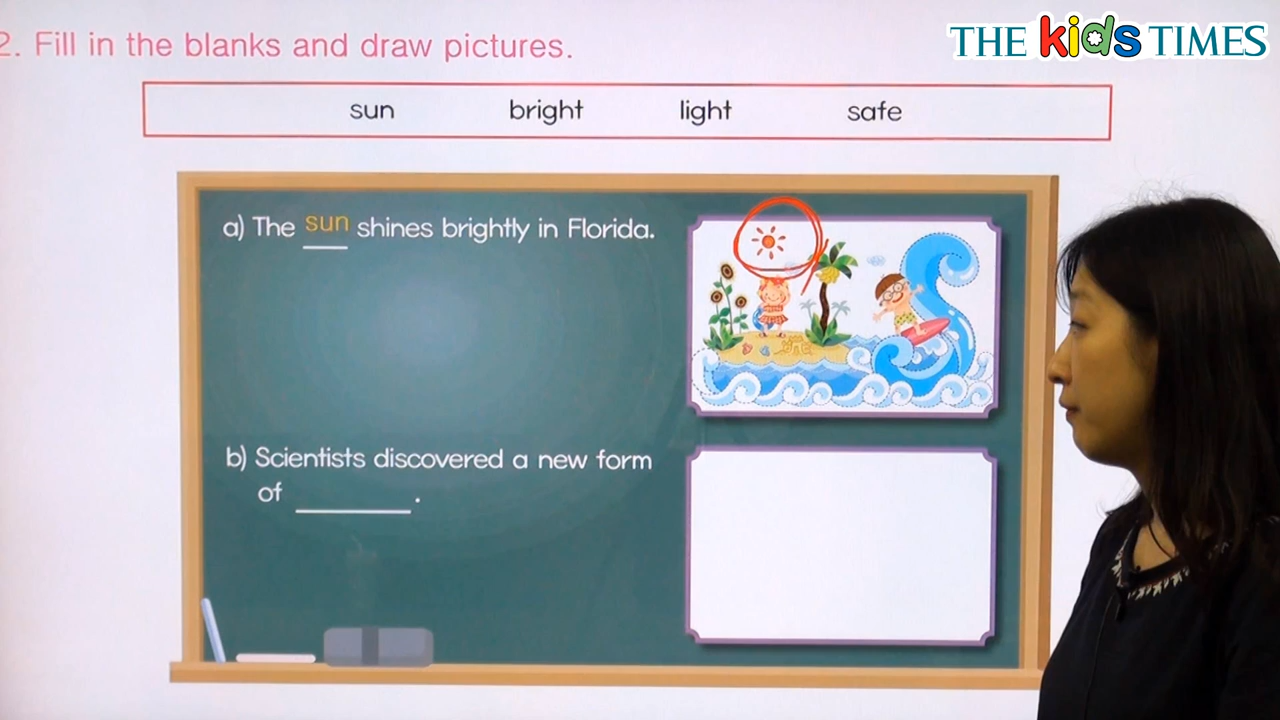 THE kids TIMES
2. Fill in the blanks and draw pictures.
sun bright light safe
a) The sun shines brightly in Florida.
b) Scientists discovered a new form
of ________.